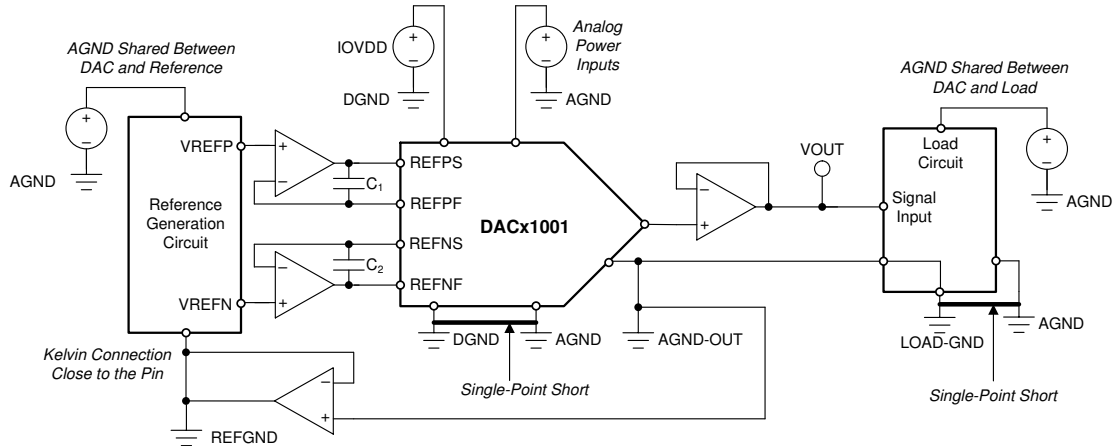 AGND Shared Between
DAC and Reference
IOVDD
+
–
DGND
+
–
Analog
Power
Inputs
AGND
AGND Shared Between
DAC and Load
+
–
AGND
+
–
AGND
VREFP
Reference
Generation
Circuit
VREFN
+
–
–
+
C1
C2
REFPS
REFPF
REFNS
REFNF
DACx1001
–
+
VOUT
Load
Circuit
Signal
Input
DGND
AGND
Single-Point Short
AGND-OUT
LOAD-GND
AGND
Single-Point Short
Kelvin Connection
Close to the Pin
–
+
REFGND